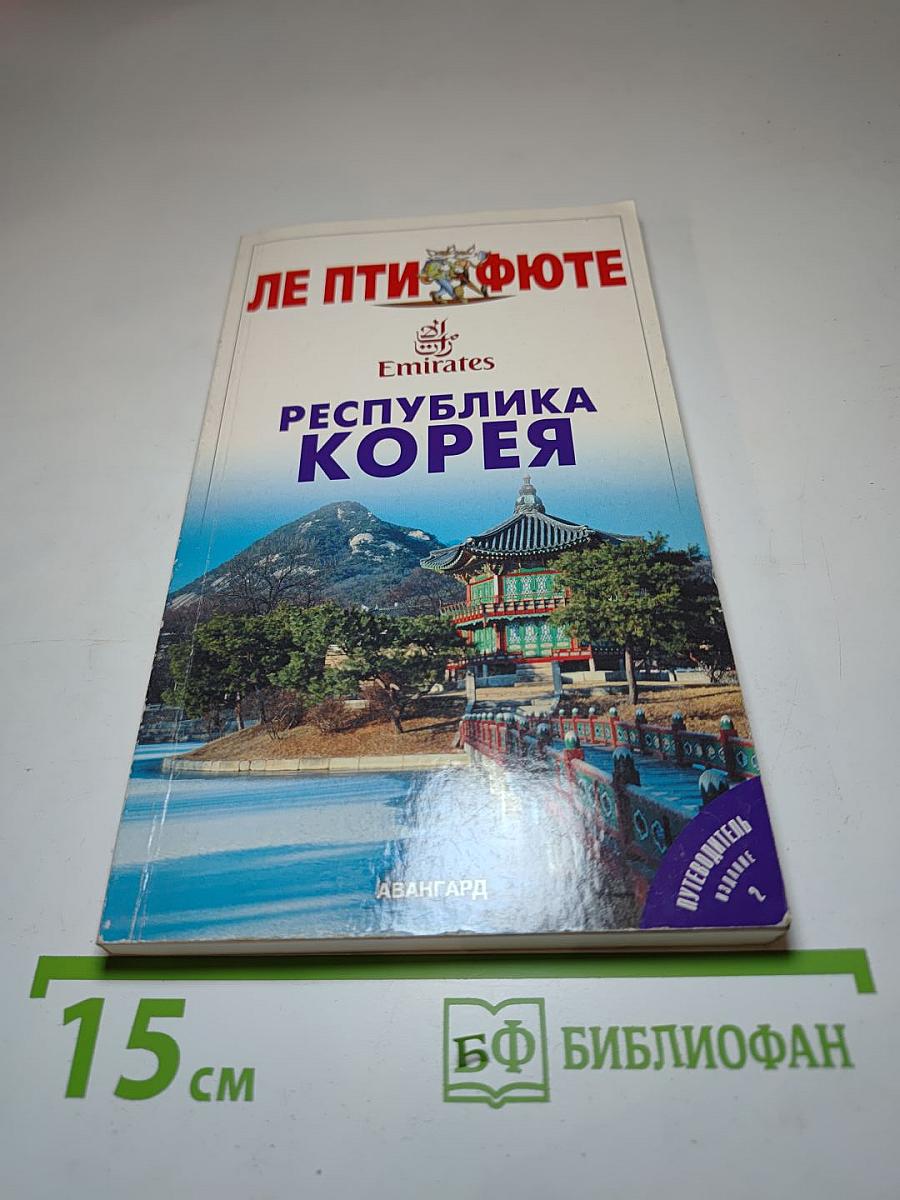 ЛЕ ПТИ ФЮТЕ
Emirates
РЕСПУБЛИКА
КОРЕЯ
АВАНГАРД
ПУТЕВОДИТЕЛЬ
ИЗДАНИЕ
2
15 см
БФ БИБЛИОФАН